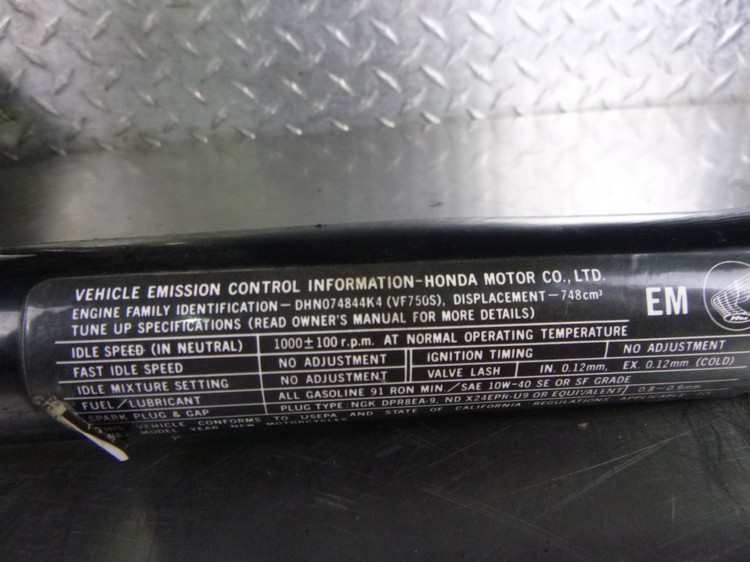 VEHICLE EMISSION CONTROL INFORMATION-HONDA MOTOR CO., LTD.
ENGINE FAMILY IDENTIFICATION - DHN074844K4 (VF750S), DISPLACEMENT - 748cm³
TUNE UP SPECIFICATIONS (READ OWNER'S MANUAL FOR MORE DETAILS)
EM
IDLE SPEED (IN NEUTRAL) 1000±100 r.p.m. AT NORMAL OPERATING TEMPERATURE
FAST IDLE SPEED NO ADJUSTMENT IGNITION TIMING NO ADJUSTMENT
IDLE MIXTURE SETTING NO ADJUSTMENT VALVE LASH IN. 0.12mm, EX. 0.12mm (COLD)
FUEL/LUBRICANT ALL GASOLINE 91 RON MIN./SAE 10W-40 SE OR SF GRADE
SPARK PLUG & GAP PLUG TYPE: NGK DPR8EA-9, ND X24EPR-U9 OR EQUIVALENT/ 0.8-0.9mm
VEHICLE CONFORMS TO USEPA AND STATE OF CALIFORNIA REGULATIONS APPLICABLE
MODEL YEAR NEW MOTORCYCLES